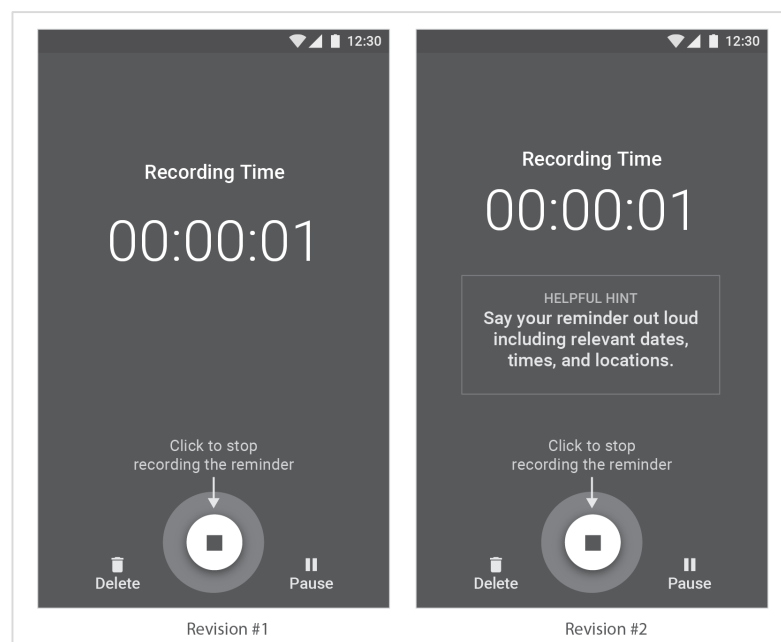 12:30
Recording Time
00:00:01
Click to stop
recording the reminder
Delete
Pause
Revision #1
12:30
Recording Time
00:00:01
HELPFUL HINT
Say your reminder out loud
including relevant dates,
times, and locations.
Click to stop
recording the reminder
Delete
Pause
Revision #2